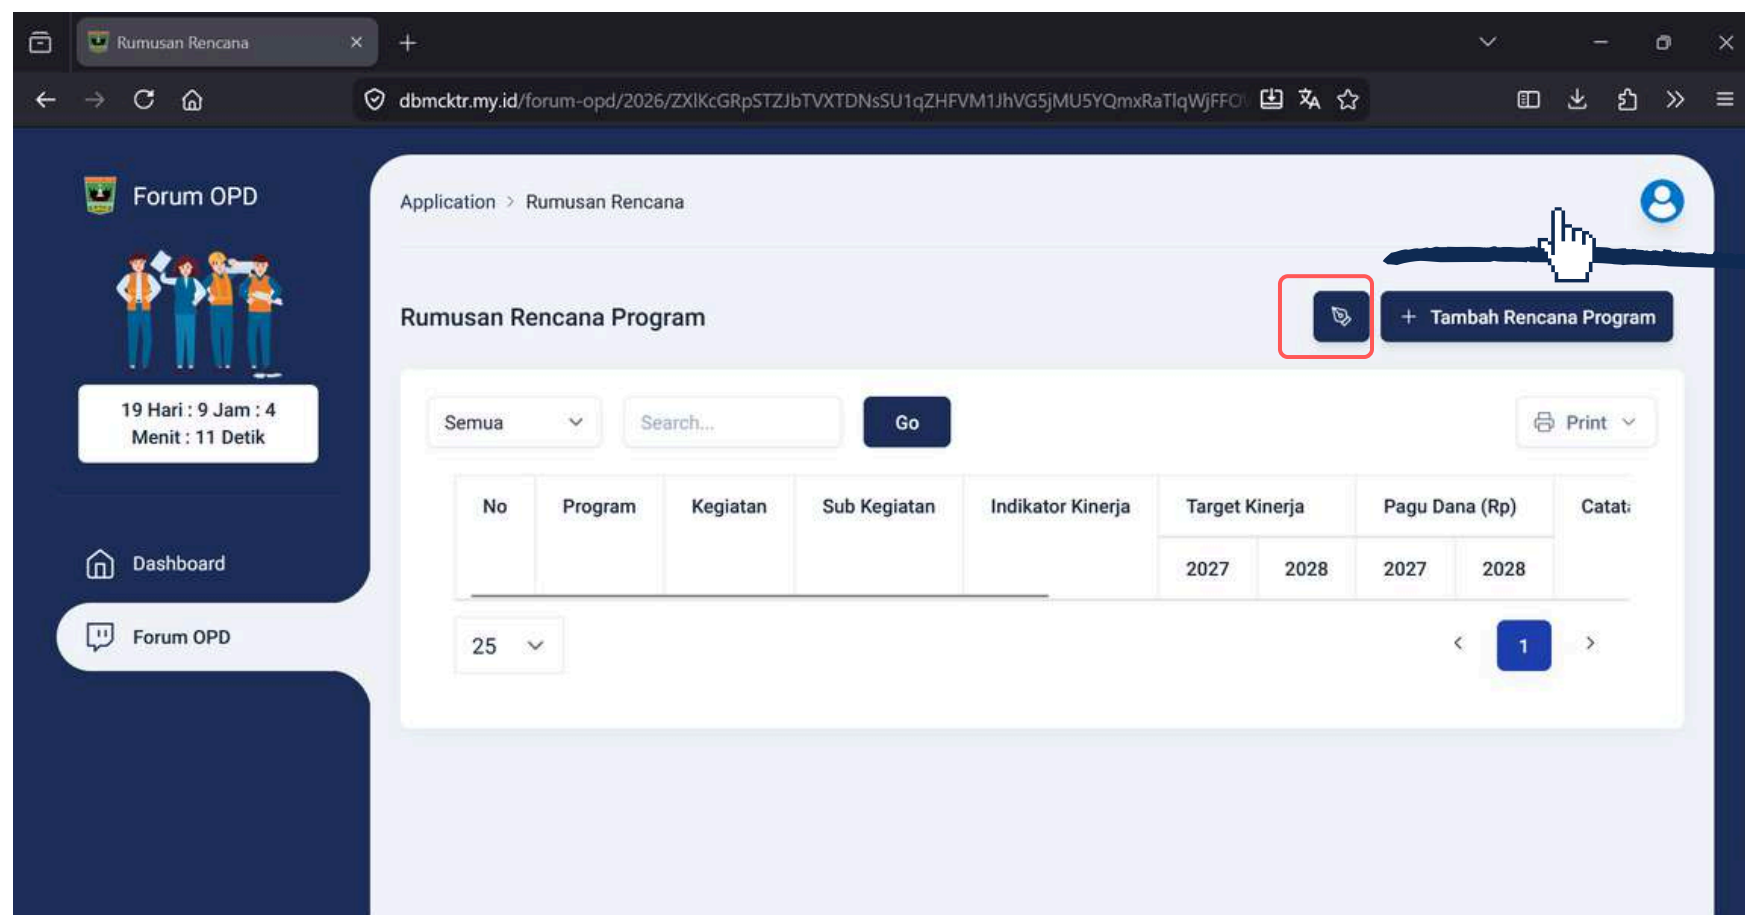 Rumusan Rencana
dbmcktr.my.id/forum-opd/2026/
Forum OPD
Application > Rumusan Rencana
Rumusan Rencana Program
+ Tambah Rencana Program
19 Hari : 9 Jam : 4
Menit : 11 Detik
Semua
Search...
Go
Print
No Program Kegiatan Sub Kegiatan Indikator Kinerja Target Kinerja Pagu Dana (Rp)
2027 2028 2027 2028
Dashboard
Forum OPD
25
< 1 >